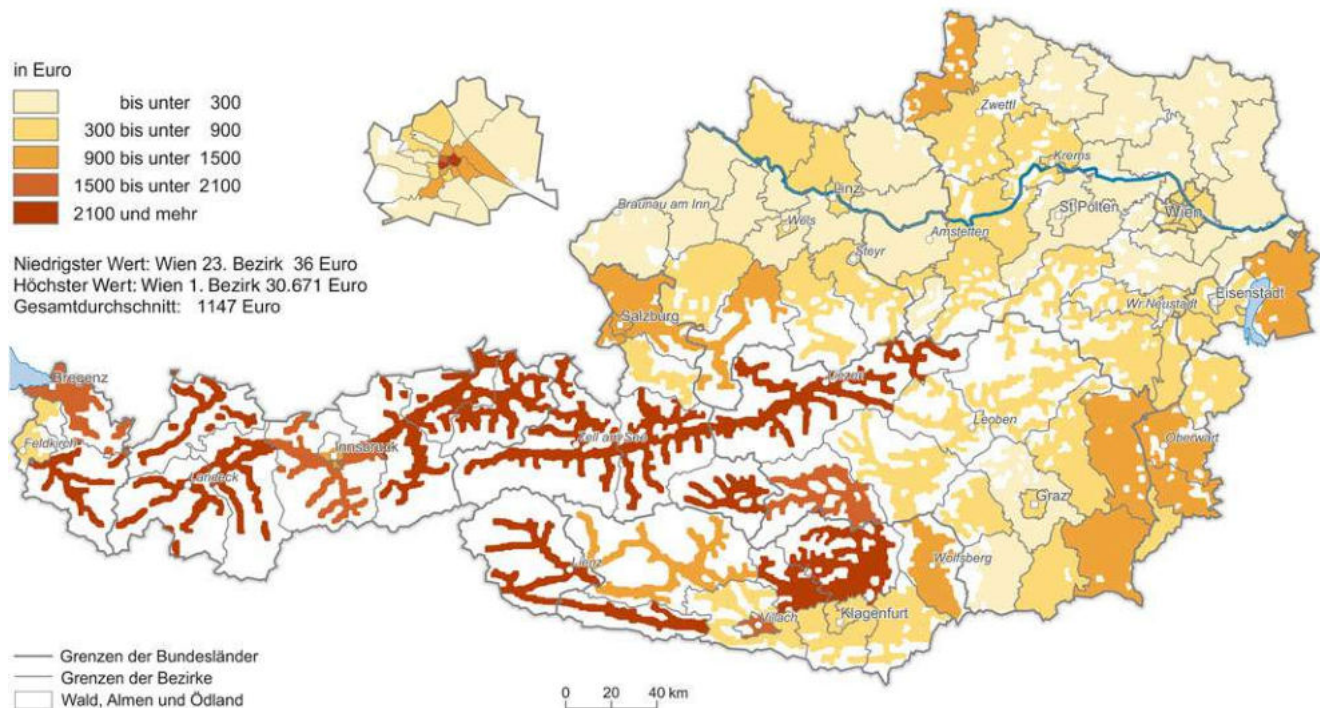 in Euro
bis unter 300
300 bis unter 900
900 bis unter 1500
1500 bis unter 2100
2100 und mehr
Niedrigster Wert: Wien 23. Bezirk 36 Euro
Höchster Wert: Wien 1. Bezirk 30.671 Euro
Gesamtdurchschnitt: 1147 Euro
Zwettl
Krems
Linz
Braunau am Inn
Wels
St.Pölten
Wien
Amstetten
Steyr
Eisenstadt
Wr.Neustadt
Salzburg
Bregenz
Liezen
Leoben
Feldkirch
Innsbruck
Zell am See
Oberwart
Landeck
Graz
Lienz
Wolfsberg
Villach
Klagenfurt
Grenzen der Bundesländer
Grenzen der Bezirke
Wald, Almen und Ödland
0 20 40 km